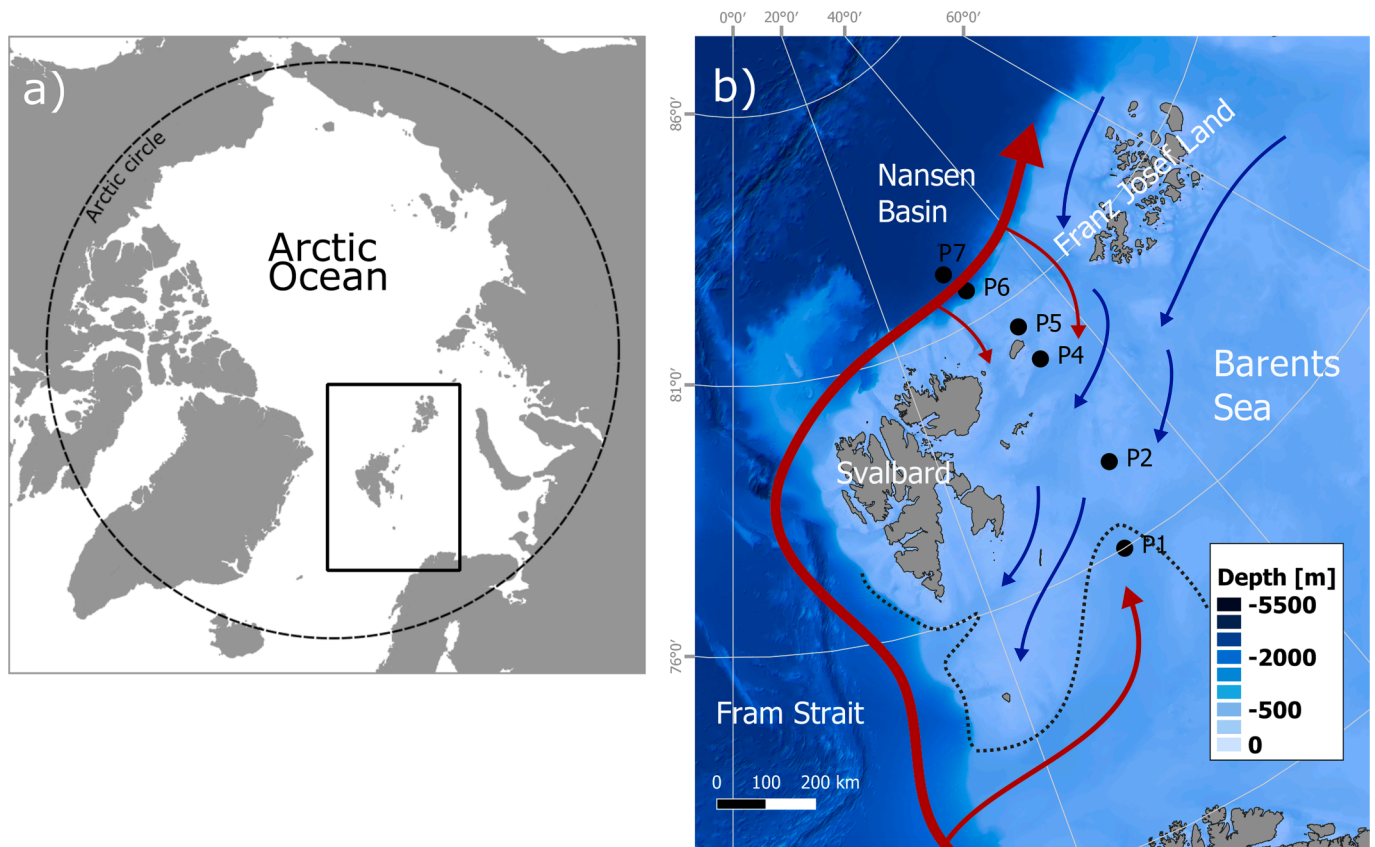 a)
Arctic circle
Arctic
Ocean
0°0′ 20°0′ 40°0′ 60°0′
86°0′
81°0′
76°0′
b)
Nansen
Basin
Franz Josef Land
P7
P6
P5
P4
Barents
Sea
P2
Svalbard
P1
Fram Strait
0 100 200 km
Depth [m]
-5500
-2000
-500
0